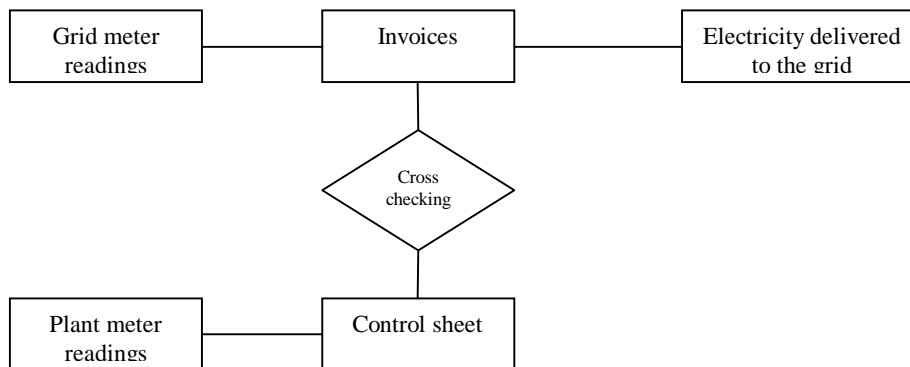 Grid meter
readings
Invoices
Electricity delivered
to the grid
Cross
checking
Plant meter
readings
Control sheet